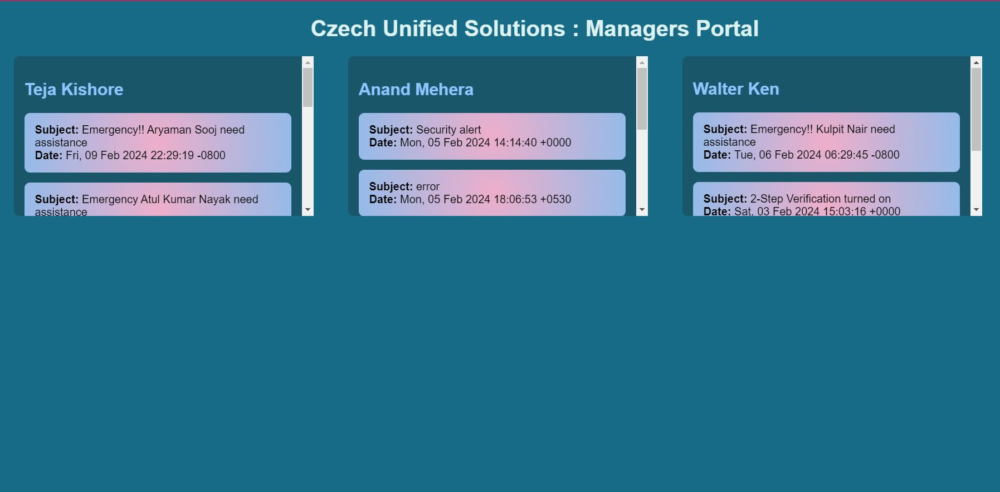 Czech Unified Solutions : Managers Portal
Teja Kishore
Subject: Emergency!! Aryaman Sooj need
assistance
Date: Fri, 09 Feb 2024 22:29:19 -0800
Subject: Emergency Atul Kumar Nayak need
assistance
Anand Mehera
Subject: Security alert
Date: Mon, 05 Feb 2024 14:14:40 +0000
Subject: error
Date: Mon, 05 Feb 2024 18:06:53 +0530
Walter Ken
Subject: Emergency!! Kulpit Nair need
assistance
Date: Tue, 06 Feb 2024 06:29:45 -0800
Subject: 2-Step Verification turned on
Date: Sat, 03 Feb 2024 15:03:16 +0000